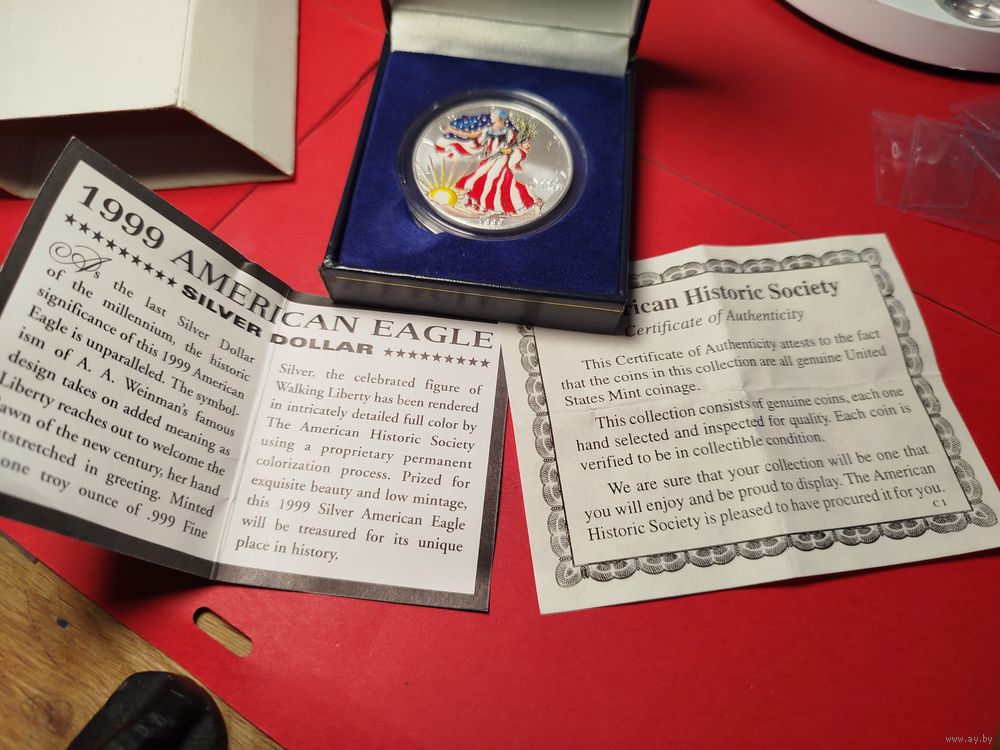 1999 AMERICAN EAGLE
SILVER DOLLAR
As the last Silver Dollar
of the millennium, the historic
significance of this 1999 American
Eagle is unparalleled. The symbol-
ism of A. A. Weinman's famous
design takes on added meaning as
Liberty reaches out to welcome the
awn of the new century, her hand
utstretched in greeting. Minted
one troy ounce of .999 Fine
Silver, the celebrated figure of
Walking Liberty has been rendered
in intricately detailed full color by
The American Historic Society
using a proprietary permanent
colorization process. Prized for
exquisite beauty and low mintage,
this 1999 Silver American Eagle
will be treasured for its unique
place in history.
1999
rican Historic Society
Certificate of Authenticity
This Certificate of Authenticity attests to the fact
that the coins in this collection are all genuine United
States Mint coinage.
This collection consists of genuine coins, each one
hand selected and inspected for quality. Each coin is
verified to be in collectible condition.
We are sure that your collection will be one that
you will enjoy and be proud to display. The American
Historic Society is pleased to have procured it for you.
C1
www.ay.by